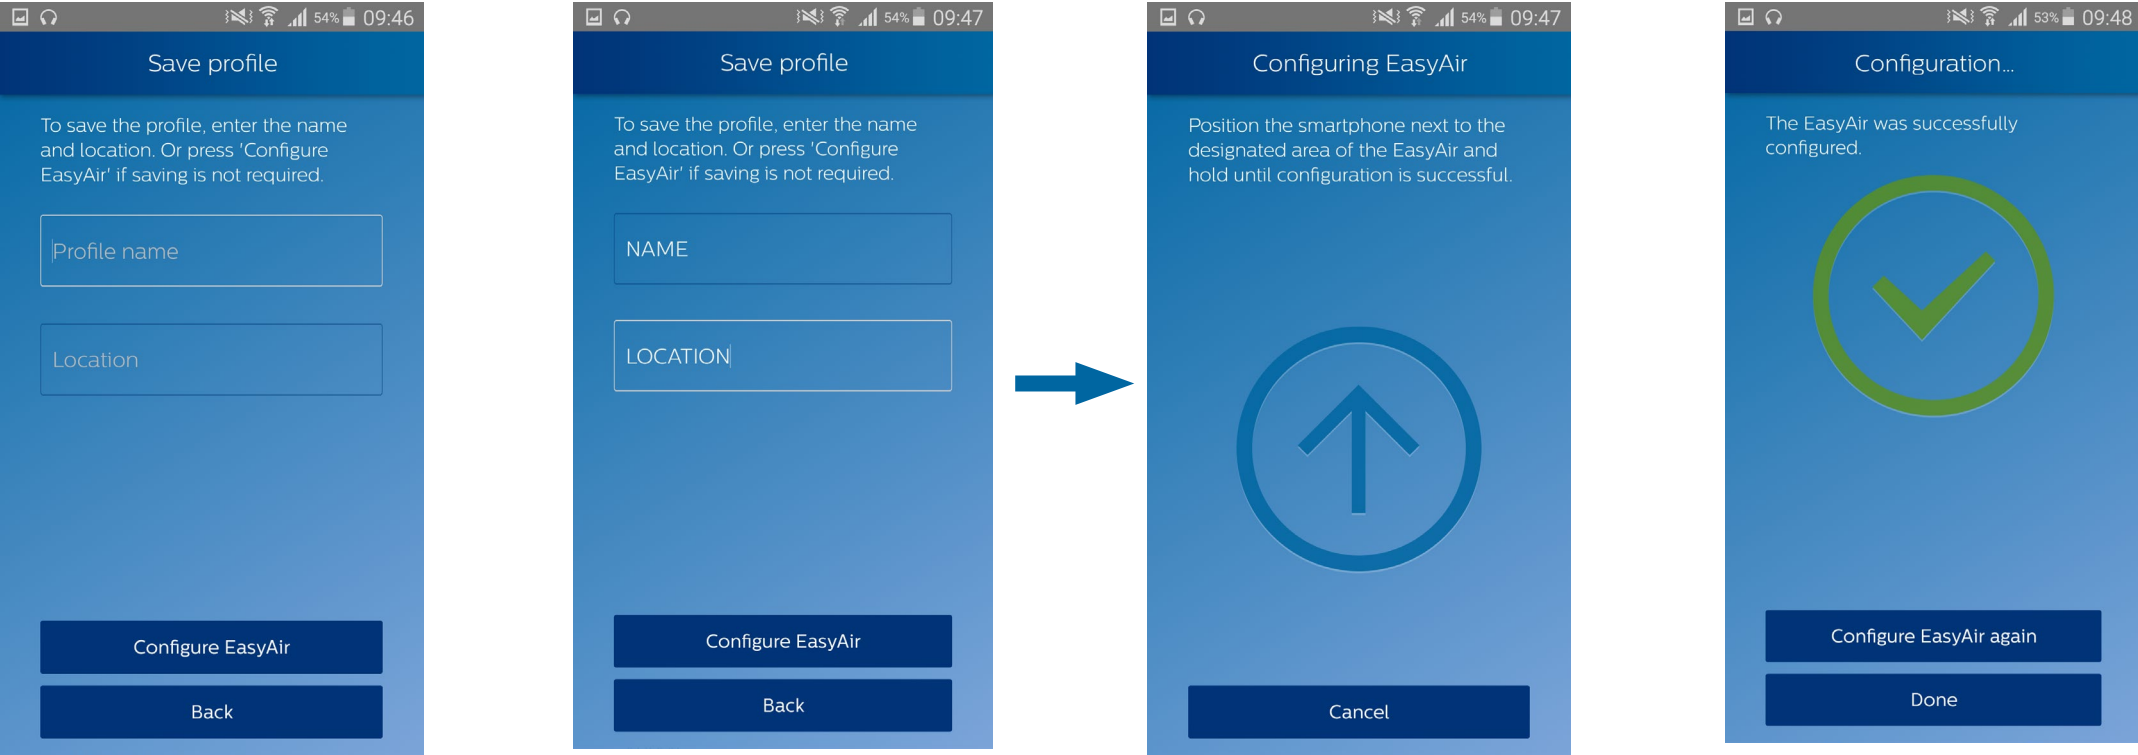 54% 09:46
Save profile
To save the profile, enter the name
and location. Or press 'Configure
EasyAir' if saving is not required.
Profile name
Location
Configure EasyAir
Back
54% 09:47
Save profile
To save the profile, enter the name
and location. Or press 'Configure
EasyAir' if saving is not required.
NAME
LOCATION
Configure EasyAir
Back
54% 09:47
Configuring EasyAir
Position the smartphone next to the
designated area of the EasyAir and
hold until configuration is successful.
Cancel
53% 09:48
Configuration...
The EasyAir was successfully
configured.
Configure EasyAir again
Done